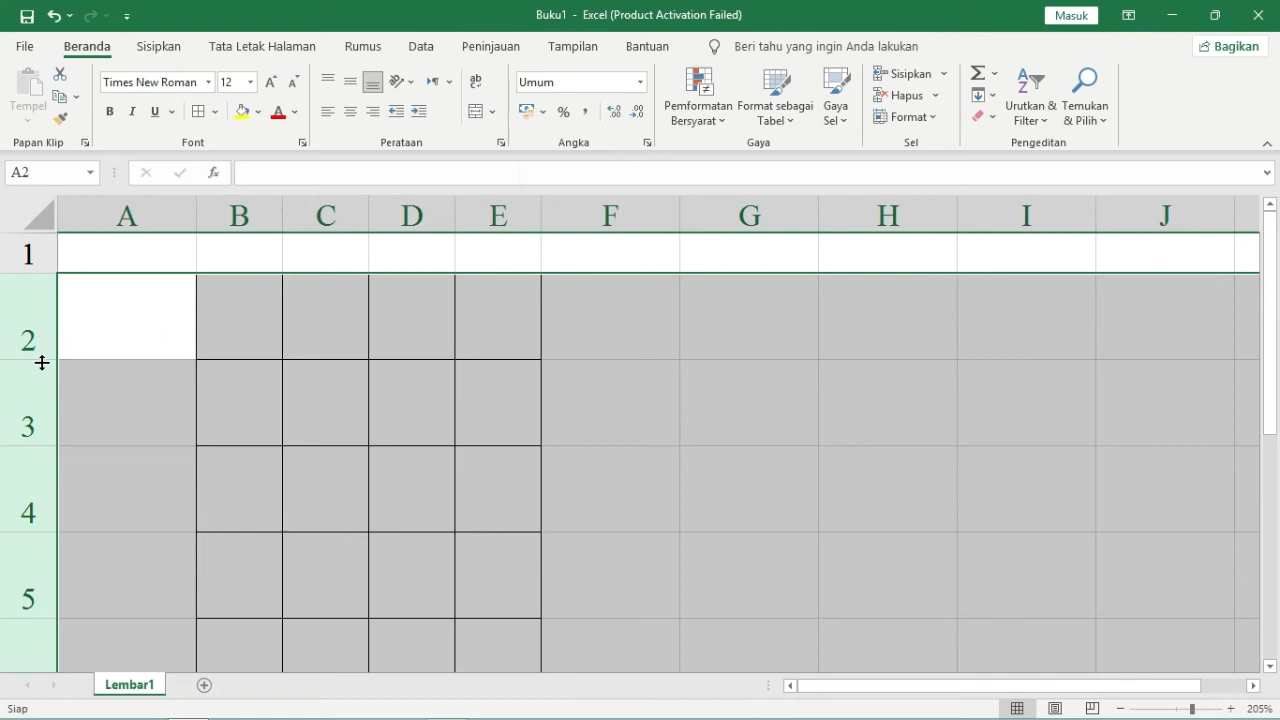 Buku1 - Excel (Product Activation Failed)
Masuk
File Beranda Sisipkan Tata Letak Halaman Rumus Data Peninjauan Tampilan Bantuan Beri tahu yang ingin Anda lakukan Bagikan
Tempel
Papan Klip
Times New Roman 12
B I U
Font
Perataan
Umum
% ,
Angka
Pemformatan Bersyarat
Format sebagai Tabel
Gaya Sel
Gaya
Sisipkan
Hapus
Format
Sel
Urutkan & Filter
Temukan & Pilih
Pengeditan
A2 fx
A B C D E F G H I J
1
2
3
4
5
Lembar1
Siap 205%